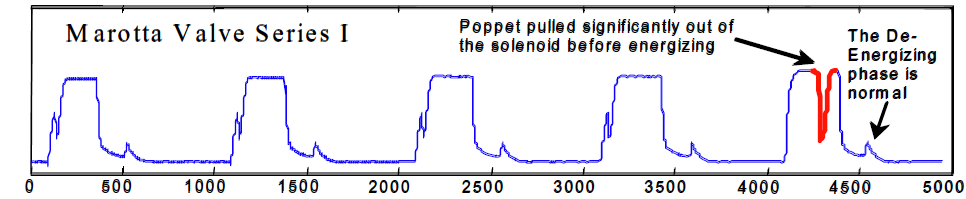 Marotta Valve Series I
Poppet pulled significantly out of
the solenoid before energizing
The De-
Energizing
phase is
normal
0 500 1000 1500 2000 2500 3000 3500 4000 4500 5000